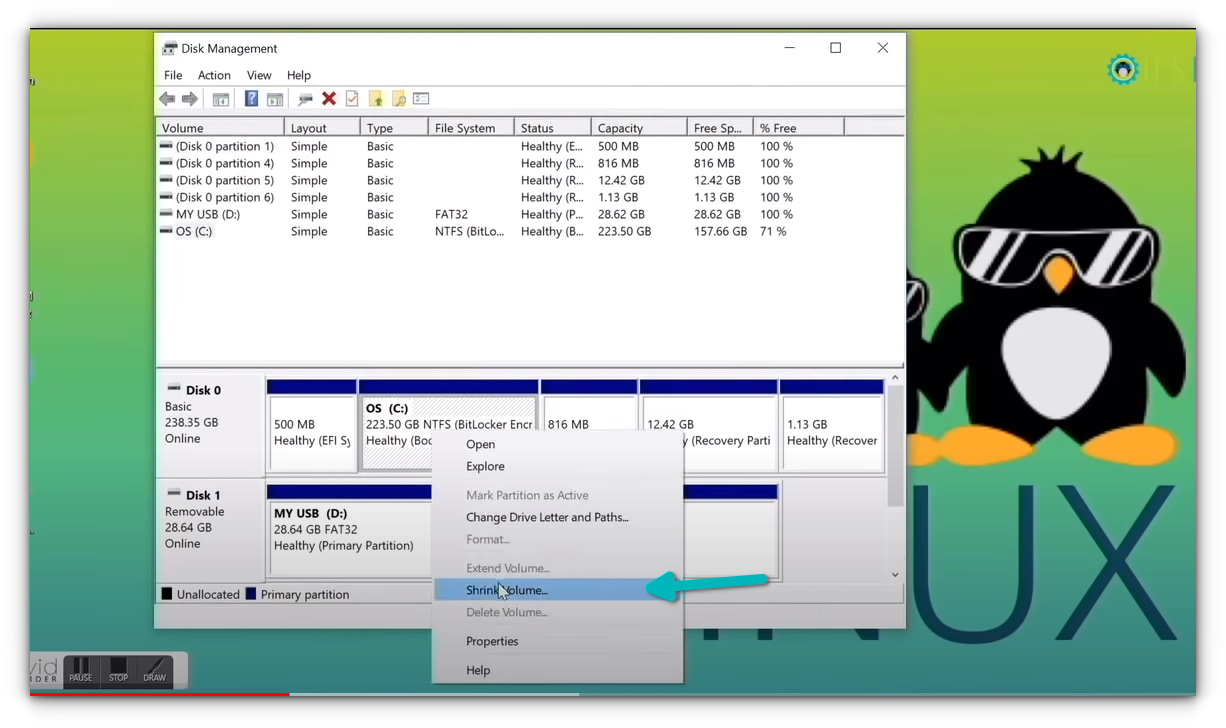 Disk Management
File Action View Help
Volume Layout Type File System Status Capacity Free Sp... % Free
(Disk 0 partition 1) Simple Basic Healthy (E... 500 MB 500 MB 100 %
(Disk 0 partition 4) Simple Basic Healthy (R... 816 MB 816 MB 100 %
(Disk 0 partition 5) Simple Basic Healthy (R... 12.42 GB 12.42 GB 100 %
(Disk 0 partition 6) Simple Basic Healthy (R... 1.13 GB 1.13 GB 100 %
MY USB (D:) Simple Basic FAT32 Healthy (P... 28.62 GB 28.62 GB 100 %
OS (C:) Simple Basic NTFS (BitLo... Healthy (B... 223.50 GB 157.66 GB 71 %
Disk 0
Basic
238.35 GB
Online
500 MB
Healthy (EFI Sy
OS (C:)
223.50 GB NTFS (BitLocker Encr
Healthy (Boo
816 MB
12.42 GB
y (Recovery Parti
1.13 GB
Healthy (Recover
Disk 1
Removable
28.64 GB
Online
MY USB (D:)
28.64 GB FAT32
Healthy (Primary Partition)
Open
Explore
Mark Partition as Active
Change Drive Letter and Paths...
Format...
Extend Volume...
Shrink Volume...
Delete Volume...
Properties
Help
Unallocated Primary partition
NUX
PAUSE STOP DRAW